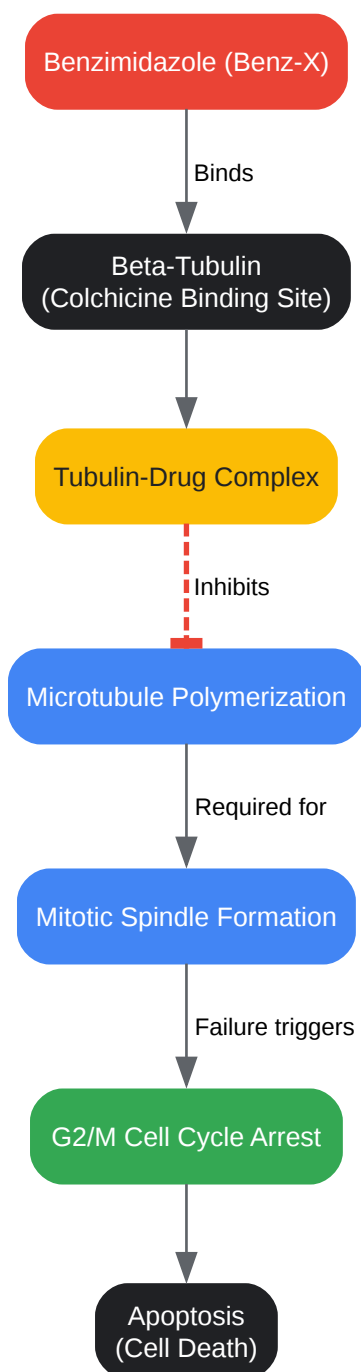 Benzimidazole (Benz-X)
Binds
Beta-Tubulin
(Colchicine Binding Site)
Tubulin-Drug Complex
Inhibits
Microtubule Polymerization
Required for
Mitotic Spindle Formation
Failure triggers
G2/M Cell Cycle Arrest
Apoptosis
(Cell Death)